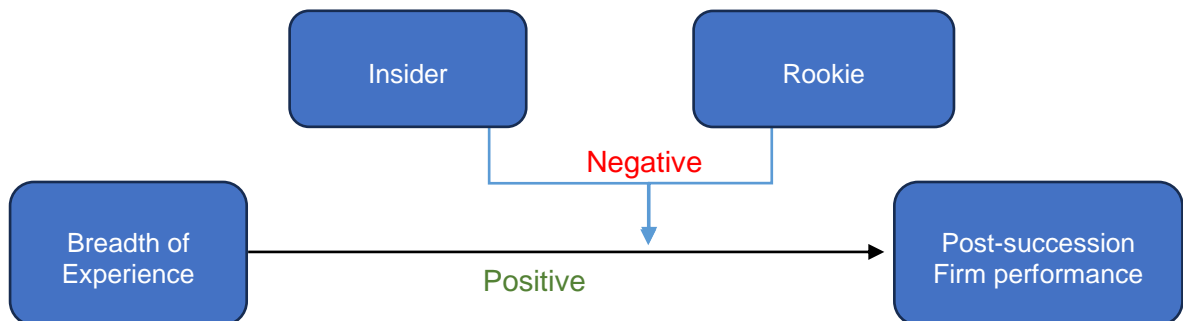 Insider
Rookie
Negative
Breadth of
Experience
Positive
Post-succession
Firm performance